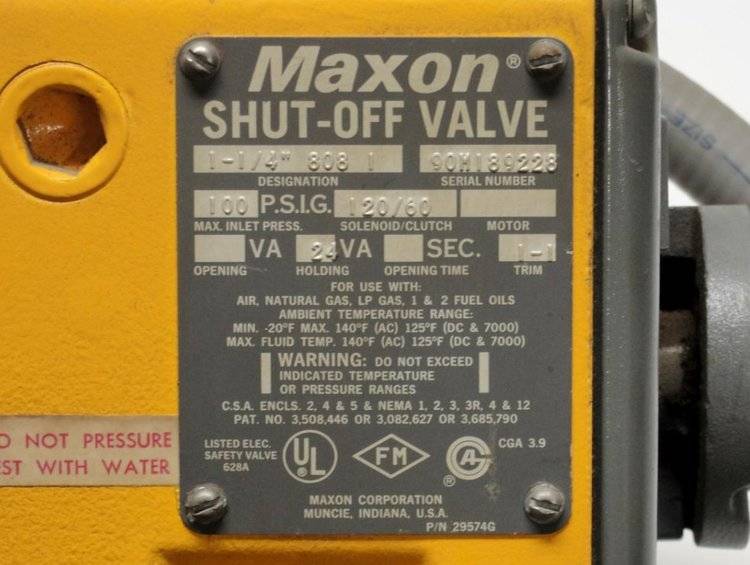 Maxon®
SHUT-OFF VALVE
1-1/4" 808 1 90M189228
DESIGNATION SERIAL NUMBER
100 P.S.I.G. 120/60
MAX. INLET PRESS. SOLENOID/CLUTCH MOTOR
VA 24 VA SEC. 1-1
OPENING HOLDING OPENING TIME TRIM
FOR USE WITH:
AIR, NATURAL GAS, LP GAS, 1 & 2 FUEL OILS
AMBIENT TEMPERATURE RANGE:
MIN. -20°F MAX. 140°F (AC) 125°F (DC & 7000)
MAX. FLUID TEMP. 140°F (AC) 125°F (DC & 7000)
WARNING: DO NOT EXCEED
INDICATED TEMPERATURE
OR PRESSURE RANGES
C.S.A. ENCLS. 2, 4 & 5 & NEMA 1, 2, 3, 3R, 4 & 12
PAT. NO. 3,508,446 OR 3,082,627 OR 3,685,790
LISTED ELEC.
SAFETY VALVE
628A
UL
®
FM
®
CGA 3.9
MAXON CORPORATION
MUNCIE, INDIANA, U.S.A.
P/N 29574G
O NOT PRESSURE
EST WITH WATER
SIZE